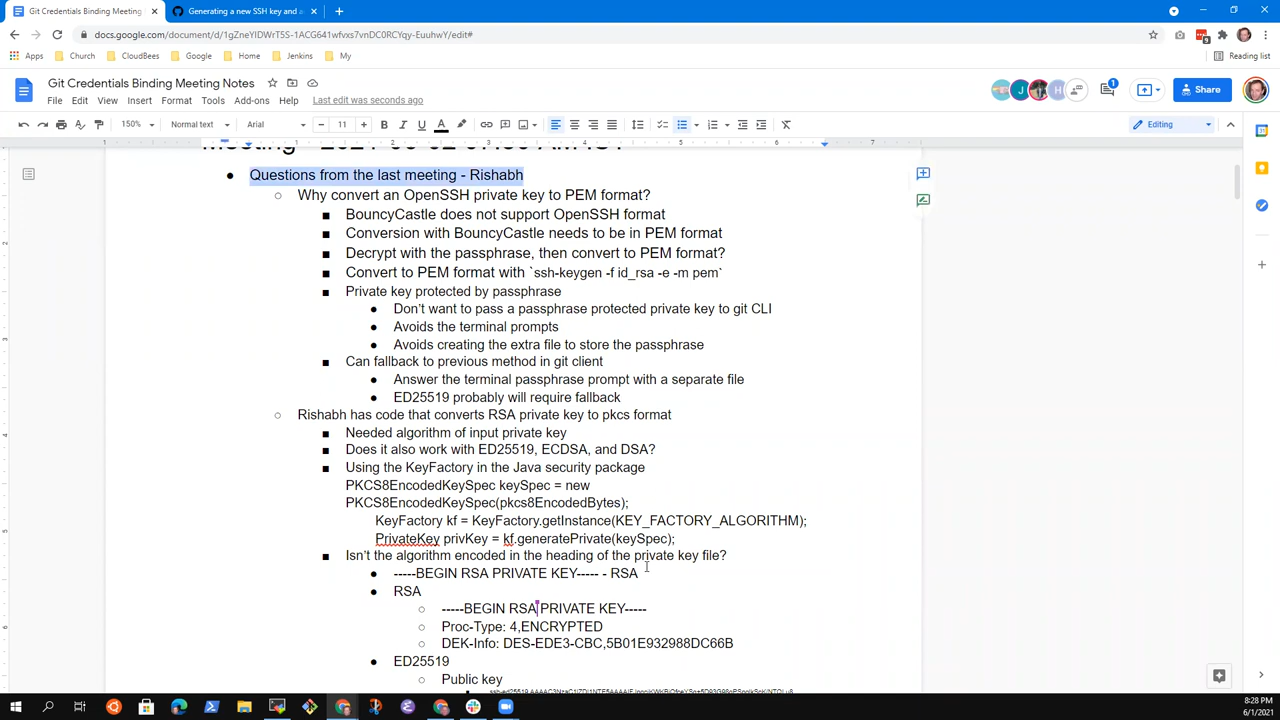 Git Credentials Binding Meeting Notes
Generating a new SSH key and a
docs.google.com/document/d/1gZneYlDWrT5S-1ACG641wfvxs7vnDC0RCYqy-EuuhwY/edit#
Apps Church CloudBees Google Home Jenkins My Reading list
Git Credentials Binding Meeting Notes
File Edit View Insert Format Tools Add-ons Help Last edit was seconds ago
J H 1 Share
150% Normal text Arial 11 Editing
1 1 2 3 4 5 6 7
Questions from the last meeting - Rishabh
Why convert an OpenSSH private key to PEM format?
BouncyCastle does not support OpenSSH format
Conversion with BouncyCastle needs to be in PEM format
Decrypt with the passphrase, then convert to PEM format?
Convert to PEM format with `ssh-keygen -f id_rsa -e -m pem`
Private key protected by passphrase
Don't want to pass a passphrase protected private key to git CLI
Avoids the terminal prompts
Avoids creating the extra file to store the passphrase
Can fallback to previous method in git client
Answer the terminal passphrase prompt with a separate file
ED25519 probably will require fallback
Rishabh has code that converts RSA private key to pkcs format
Needed algorithm of input private key
Does it also work with ED25519, ECDSA, and DSA?
Using the KeyFactory in the Java security package
PKCS8EncodedKeySpec keySpec = new
PKCS8EncodedKeySpec(pkcs8EncodedBytes);
KeyFactory kf = KeyFactory.getInstance(KEY_FACTORY_ALGORITHM);
PrivateKey privKey = kf.generatePrivate(keySpec);
Isn't the algorithm encoded in the heading of the private key file?
-----BEGIN RSA PRIVATE KEY----- - RSA
RSA
-----BEGIN RSA PRIVATE KEY-----
Proc-Type: 4,ENCRYPTED
DEK-Info: DES-EDE3-CBC,5B01E932988DC66B
ED25519
Public key
8:28 PM
6/1/2021